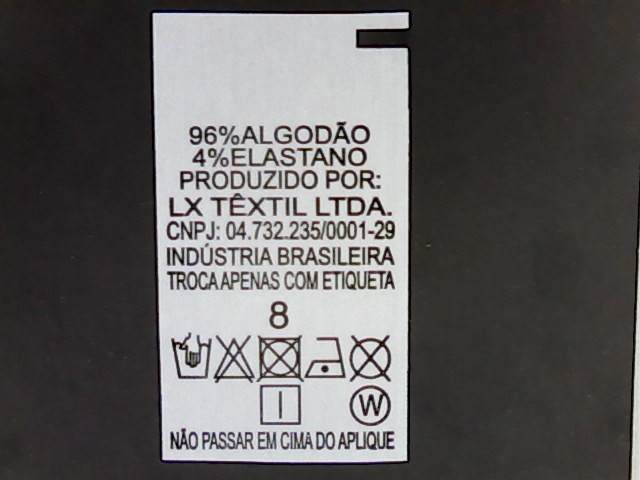 96%ALGODÃO
4%ELASTANO
PRODUZIDO POR:
LX TÊXTIL LTDA.
CNPJ: 04.732.235/0001-29
INDÚSTRIA BRASILEIRA
TROCA APENAS COM ETIQUETA
8
W
NÃO PASSAR EM CIMA DO APLIQUE